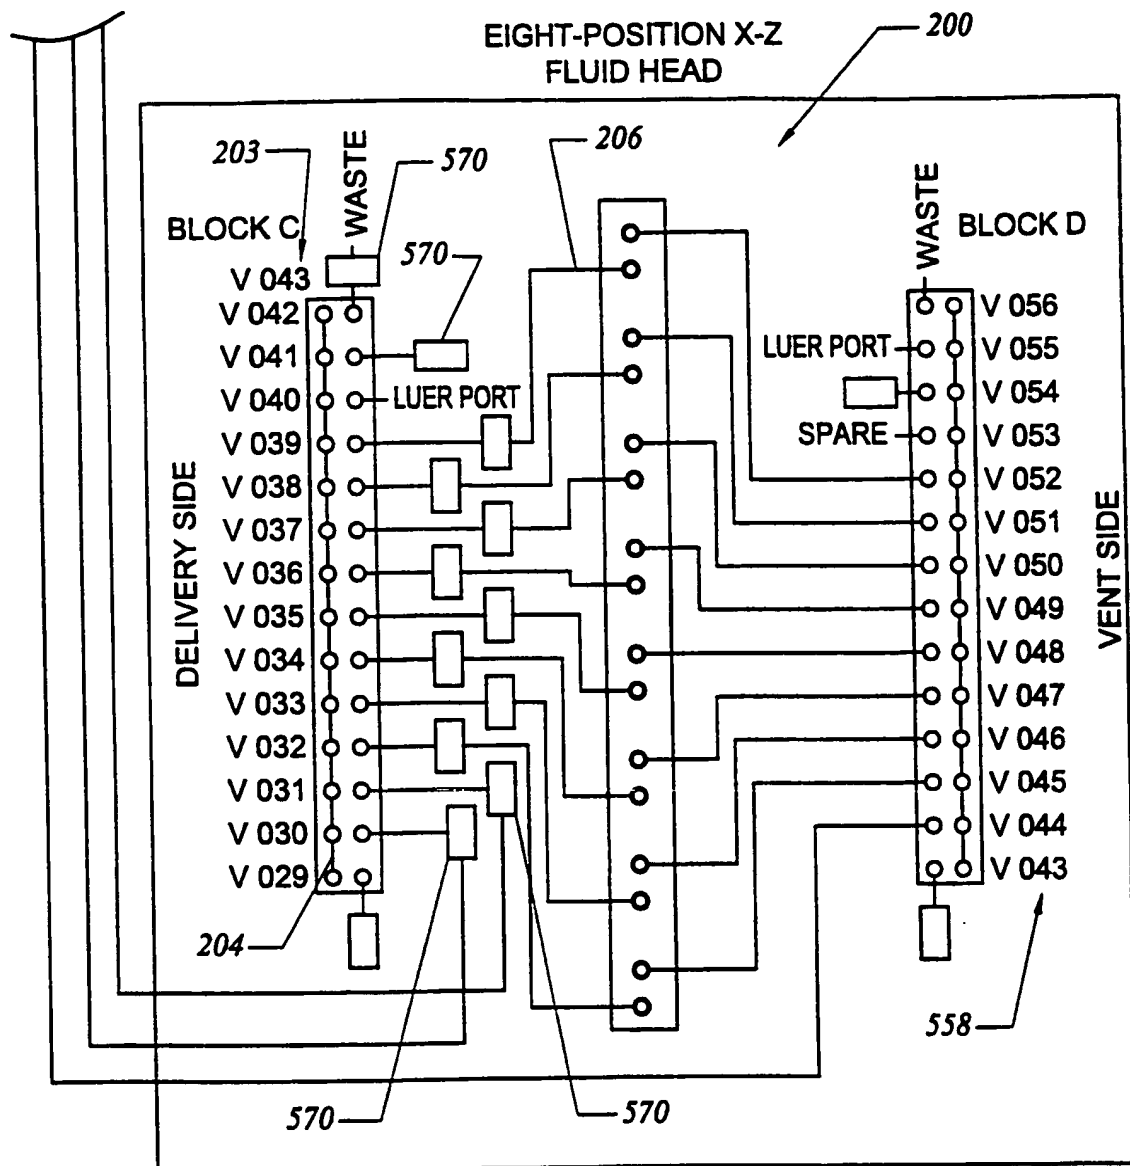 EIGHT-POSITION X-Z
FLUID HEAD
200
203
WASTE
570
206
BLOCK C
570
WASTE
BLOCK D
V 043
V 042
V 041
V 040
LUER PORT
V 039
V 038
V 037
V 036
V 035
V 034
V 033
V 032
V 031
V 030
V 029
DELIVERY SIDE
204
V 056
LUER PORT
V 055
V 054
SPARE
V 053
V 052
V 051
V 050
V 049
V 048
V 047
V 046
V 045
V 044
V 043
VENT SIDE
558
570
570